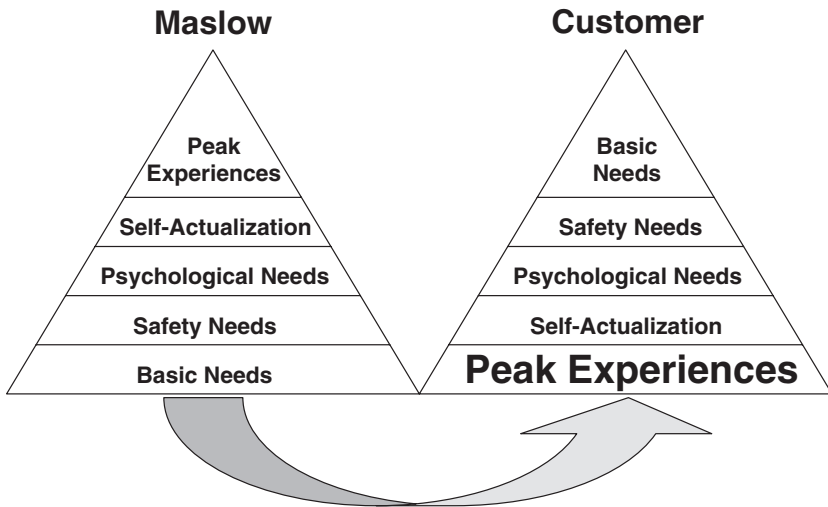 Maslow
Peak
Experiences
Self-Actualization
Psychological Needs
Safety Needs
Basic Needs
Customer
Basic
Needs
Safety Needs
Psychological Needs
Self-Actualization
Peak Experiences